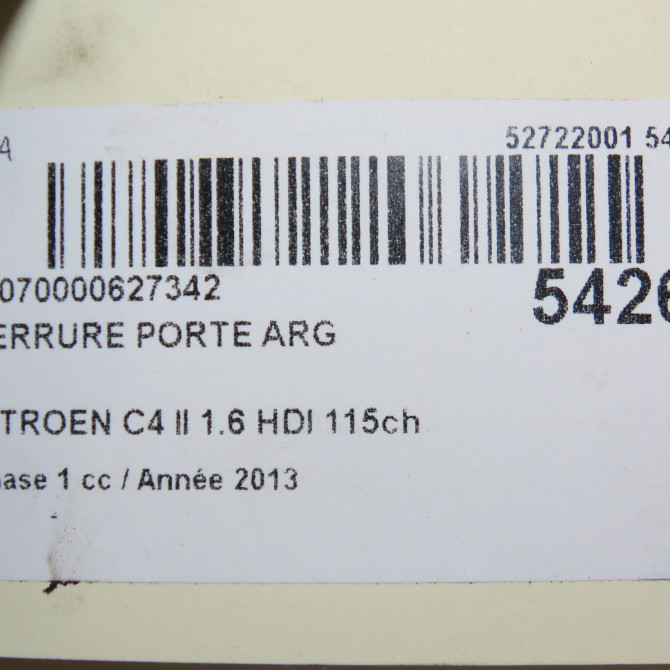 4
52722001 54
070000627342
5426
ERRURE PORTE ARG
TROEN C4 II 1.6 HDI 115ch
ase 1 cc / Année 2013